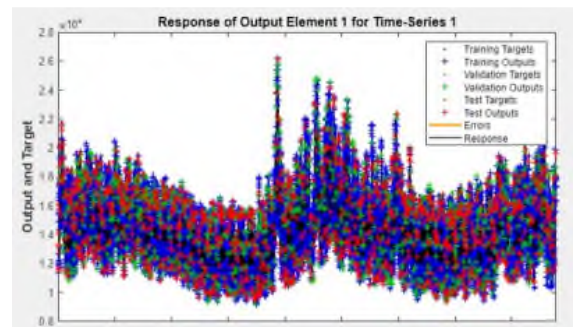 Response of Output Element 1 for Time-Series 1
×10⁴
2.8
2.6
2.4
2.2
2
1.8
1.6
1.4
1.2
1
0.8
Output and Target
Training Targets
Training Outputs
Validation Targets
Validation Outputs
Test Targets
Test Outputs
Errors
Response